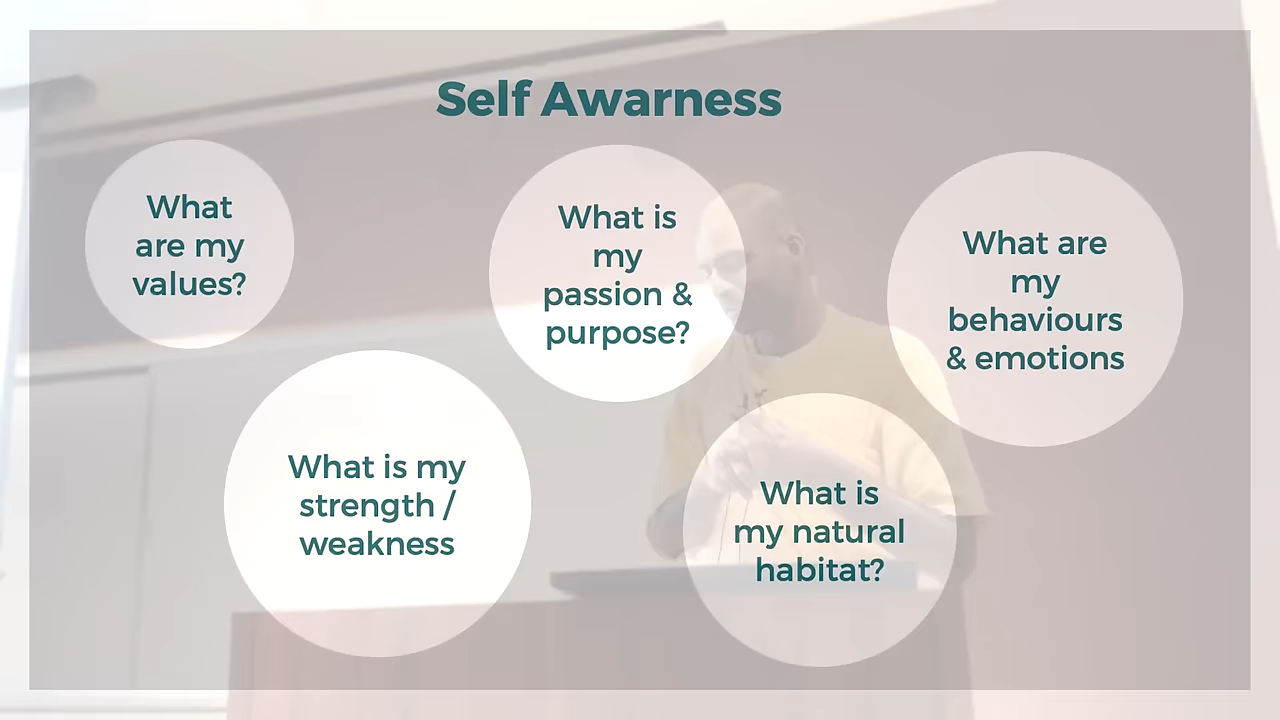 Self Awarness
What
are my
values?
What is
my
passion &
purpose?
What are
my
behaviours
& emotions
What is my
strength /
weakness
What is
my natural
habitat?